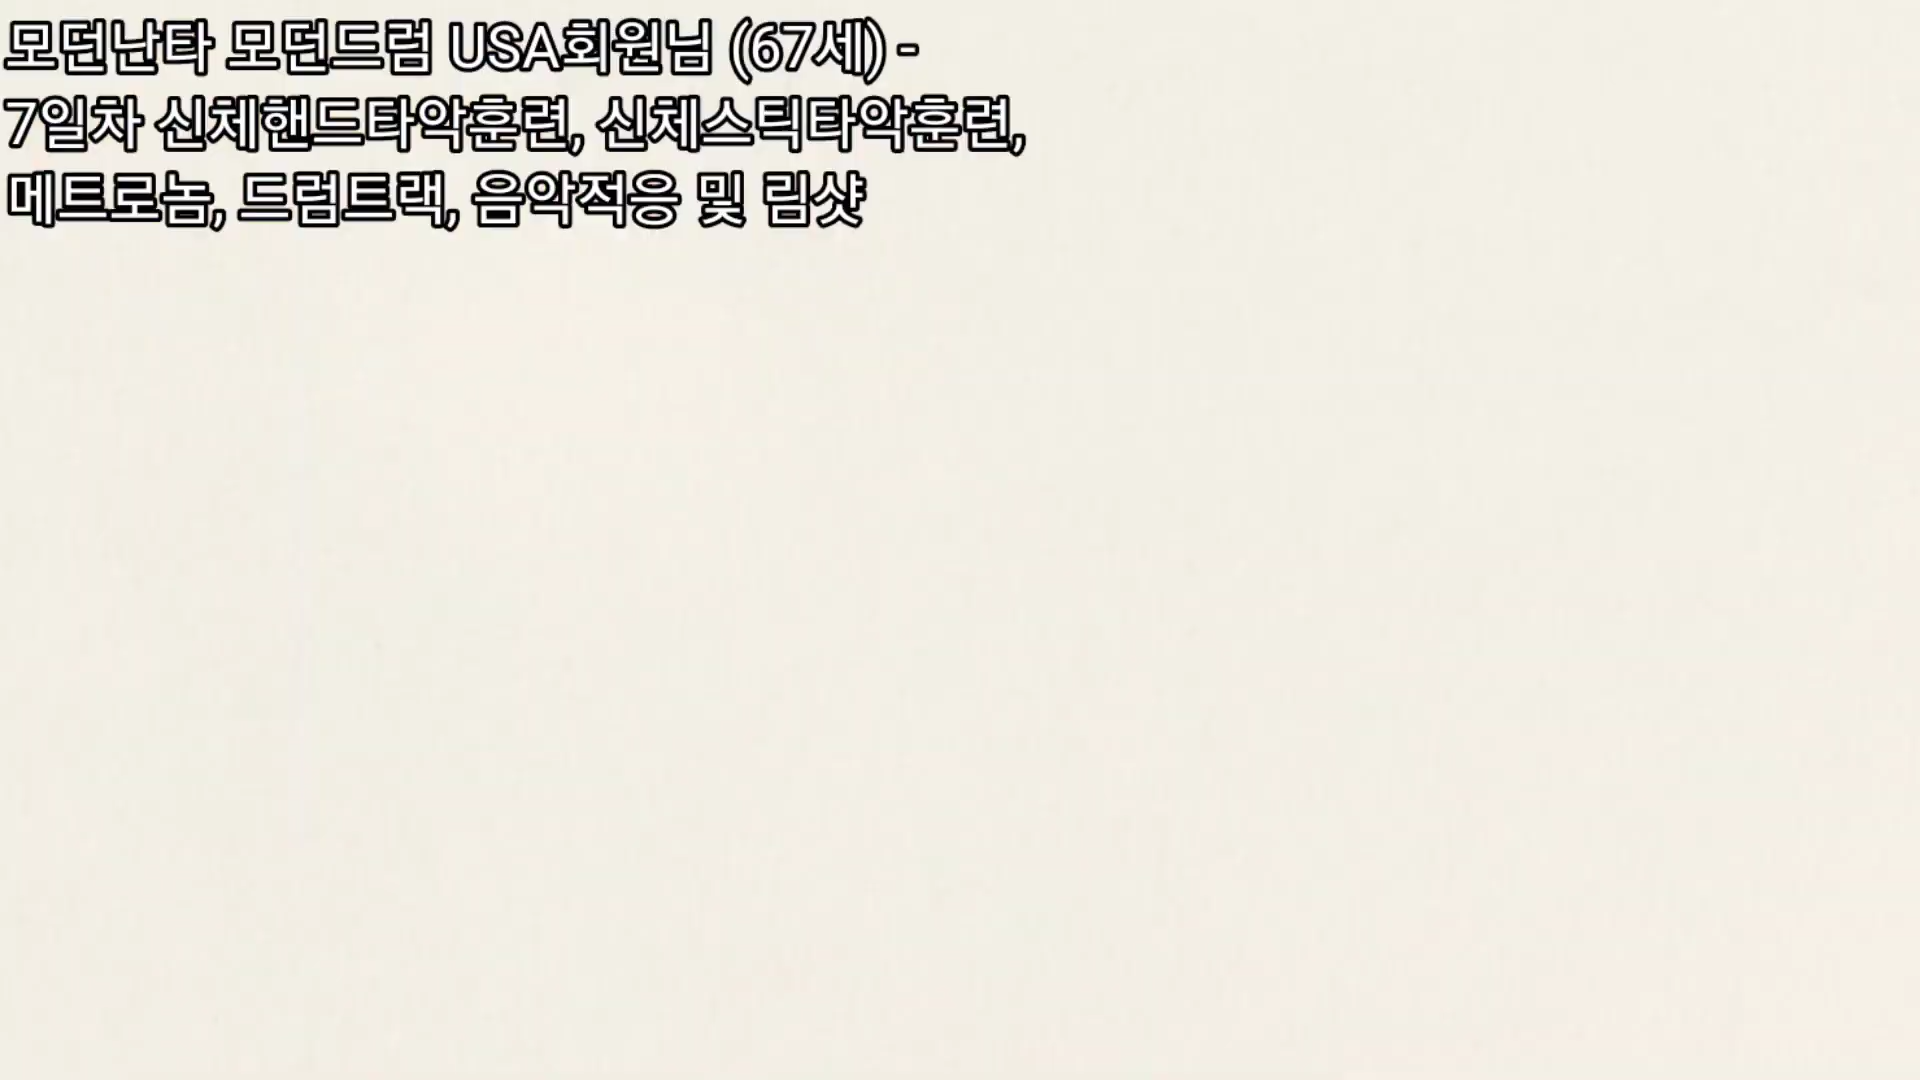 모던난타 모던드럼 USA회원님 (67세) -
7일차 신체핸드타악훈련, 신체스틱타악훈련,
메트로놈, 드럼트랙, 음악적응 및 림샷